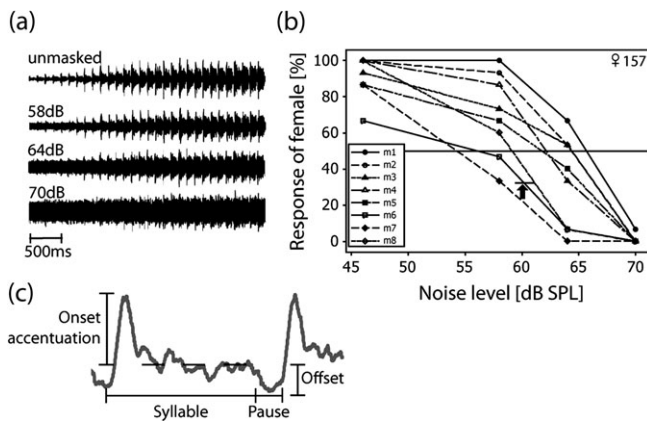 (a)
unmasked
58dB
64dB
70dB
500ms
(b)
♀ 157
Response of female [%]
100
80
60
40
20
0
m1
m2
m3
m4
m5
m6
m7
m8
45 50 55 60 65 70
Noise level [dB SPL]
(c)
Onset
accentuation
Offset
Syllable Pause